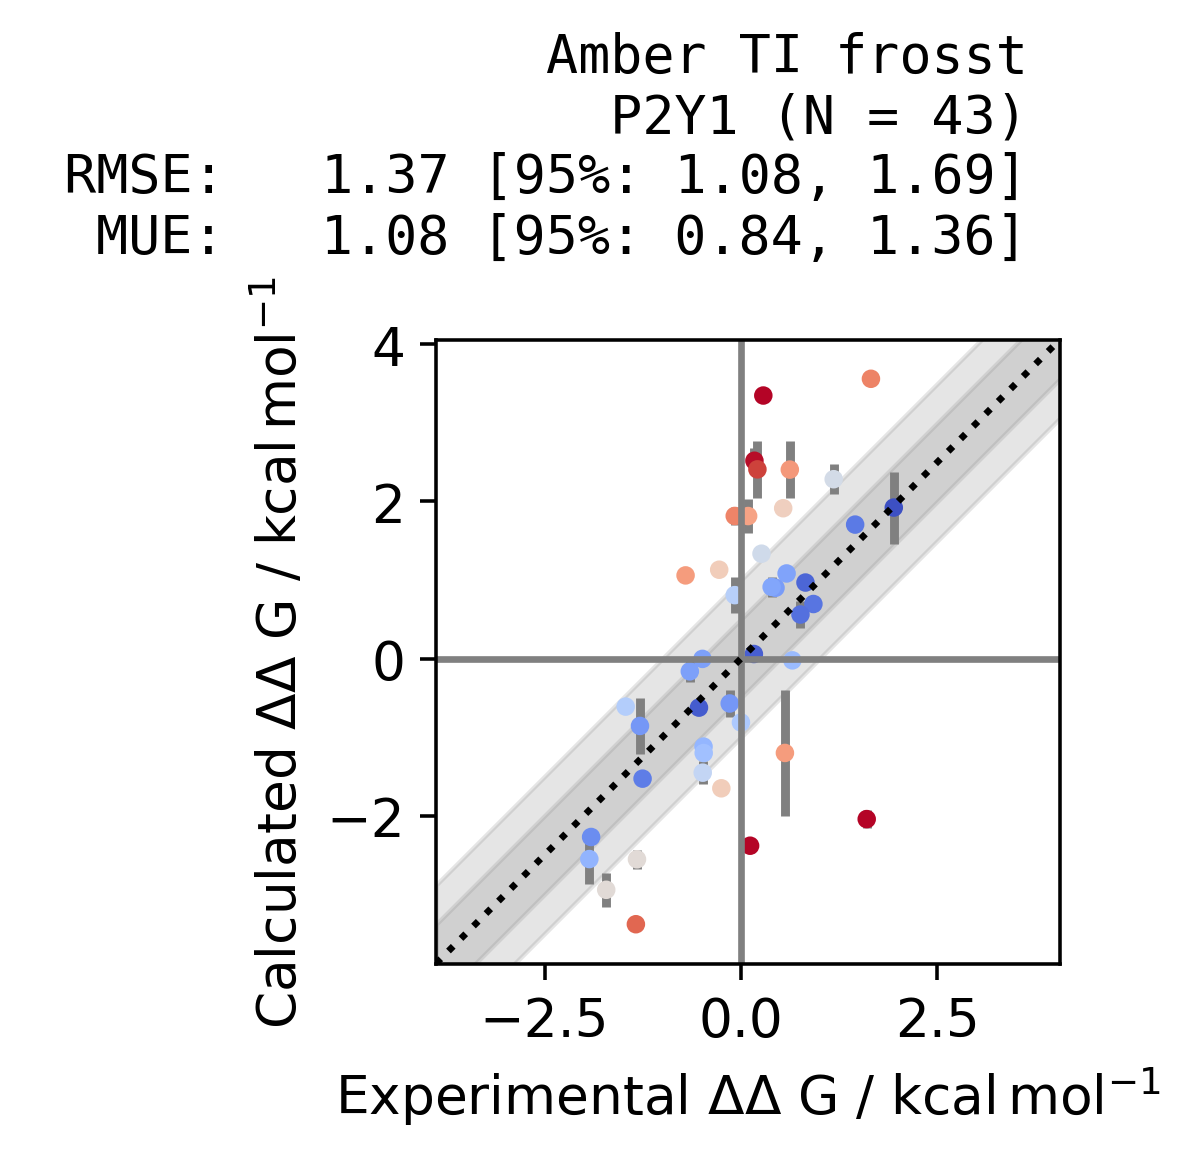 Amber TI frosst
P2Y1 (N = 43)
RMSE: 1.37 [95%: 1.08, 1.69]
MUE: 1.08 [95%: 0.84, 1.36]
Calculated ΔΔ G / kcal mol⁻¹
4
2
0
−2
−2.5 0.0 2.5
Experimental ΔΔ G / kcal mol⁻¹